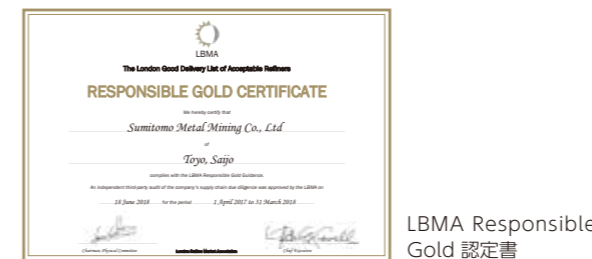 LBMA
The London Good Delivery List of Acceptable Refiners
RESPONSIBLE GOLD CERTIFICATE
We hereby certify that
Sumitomo Metal Mining Co., Ltd
of
Toyo, Saijo
complies with the LBMA Responsible Gold Guidance.
An independent third-party audit of the company's supply chain due diligence was approved by the LBMA on
18 June 2018 for the period 1 April 2017 to 31 March 2018
Chairman, Physical Committee London Bullion Market Association Chief Executive
LBMA Responsible
Gold 認定書